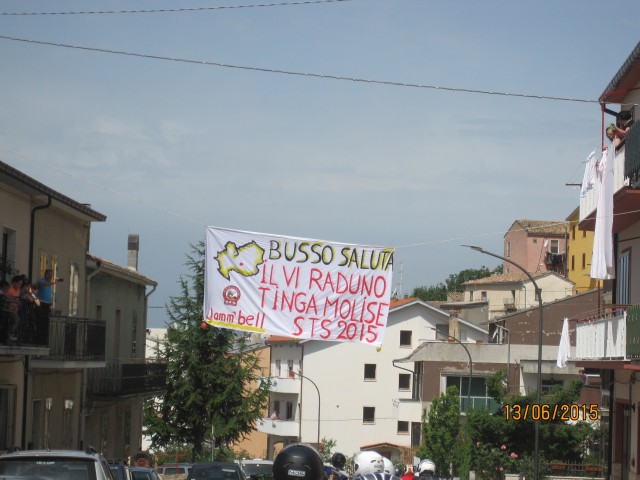 BUSSO SALUTA
IL VI RADUNO
TINGA MOLISE
STS 2015
Jamm' bell
13/06/2015